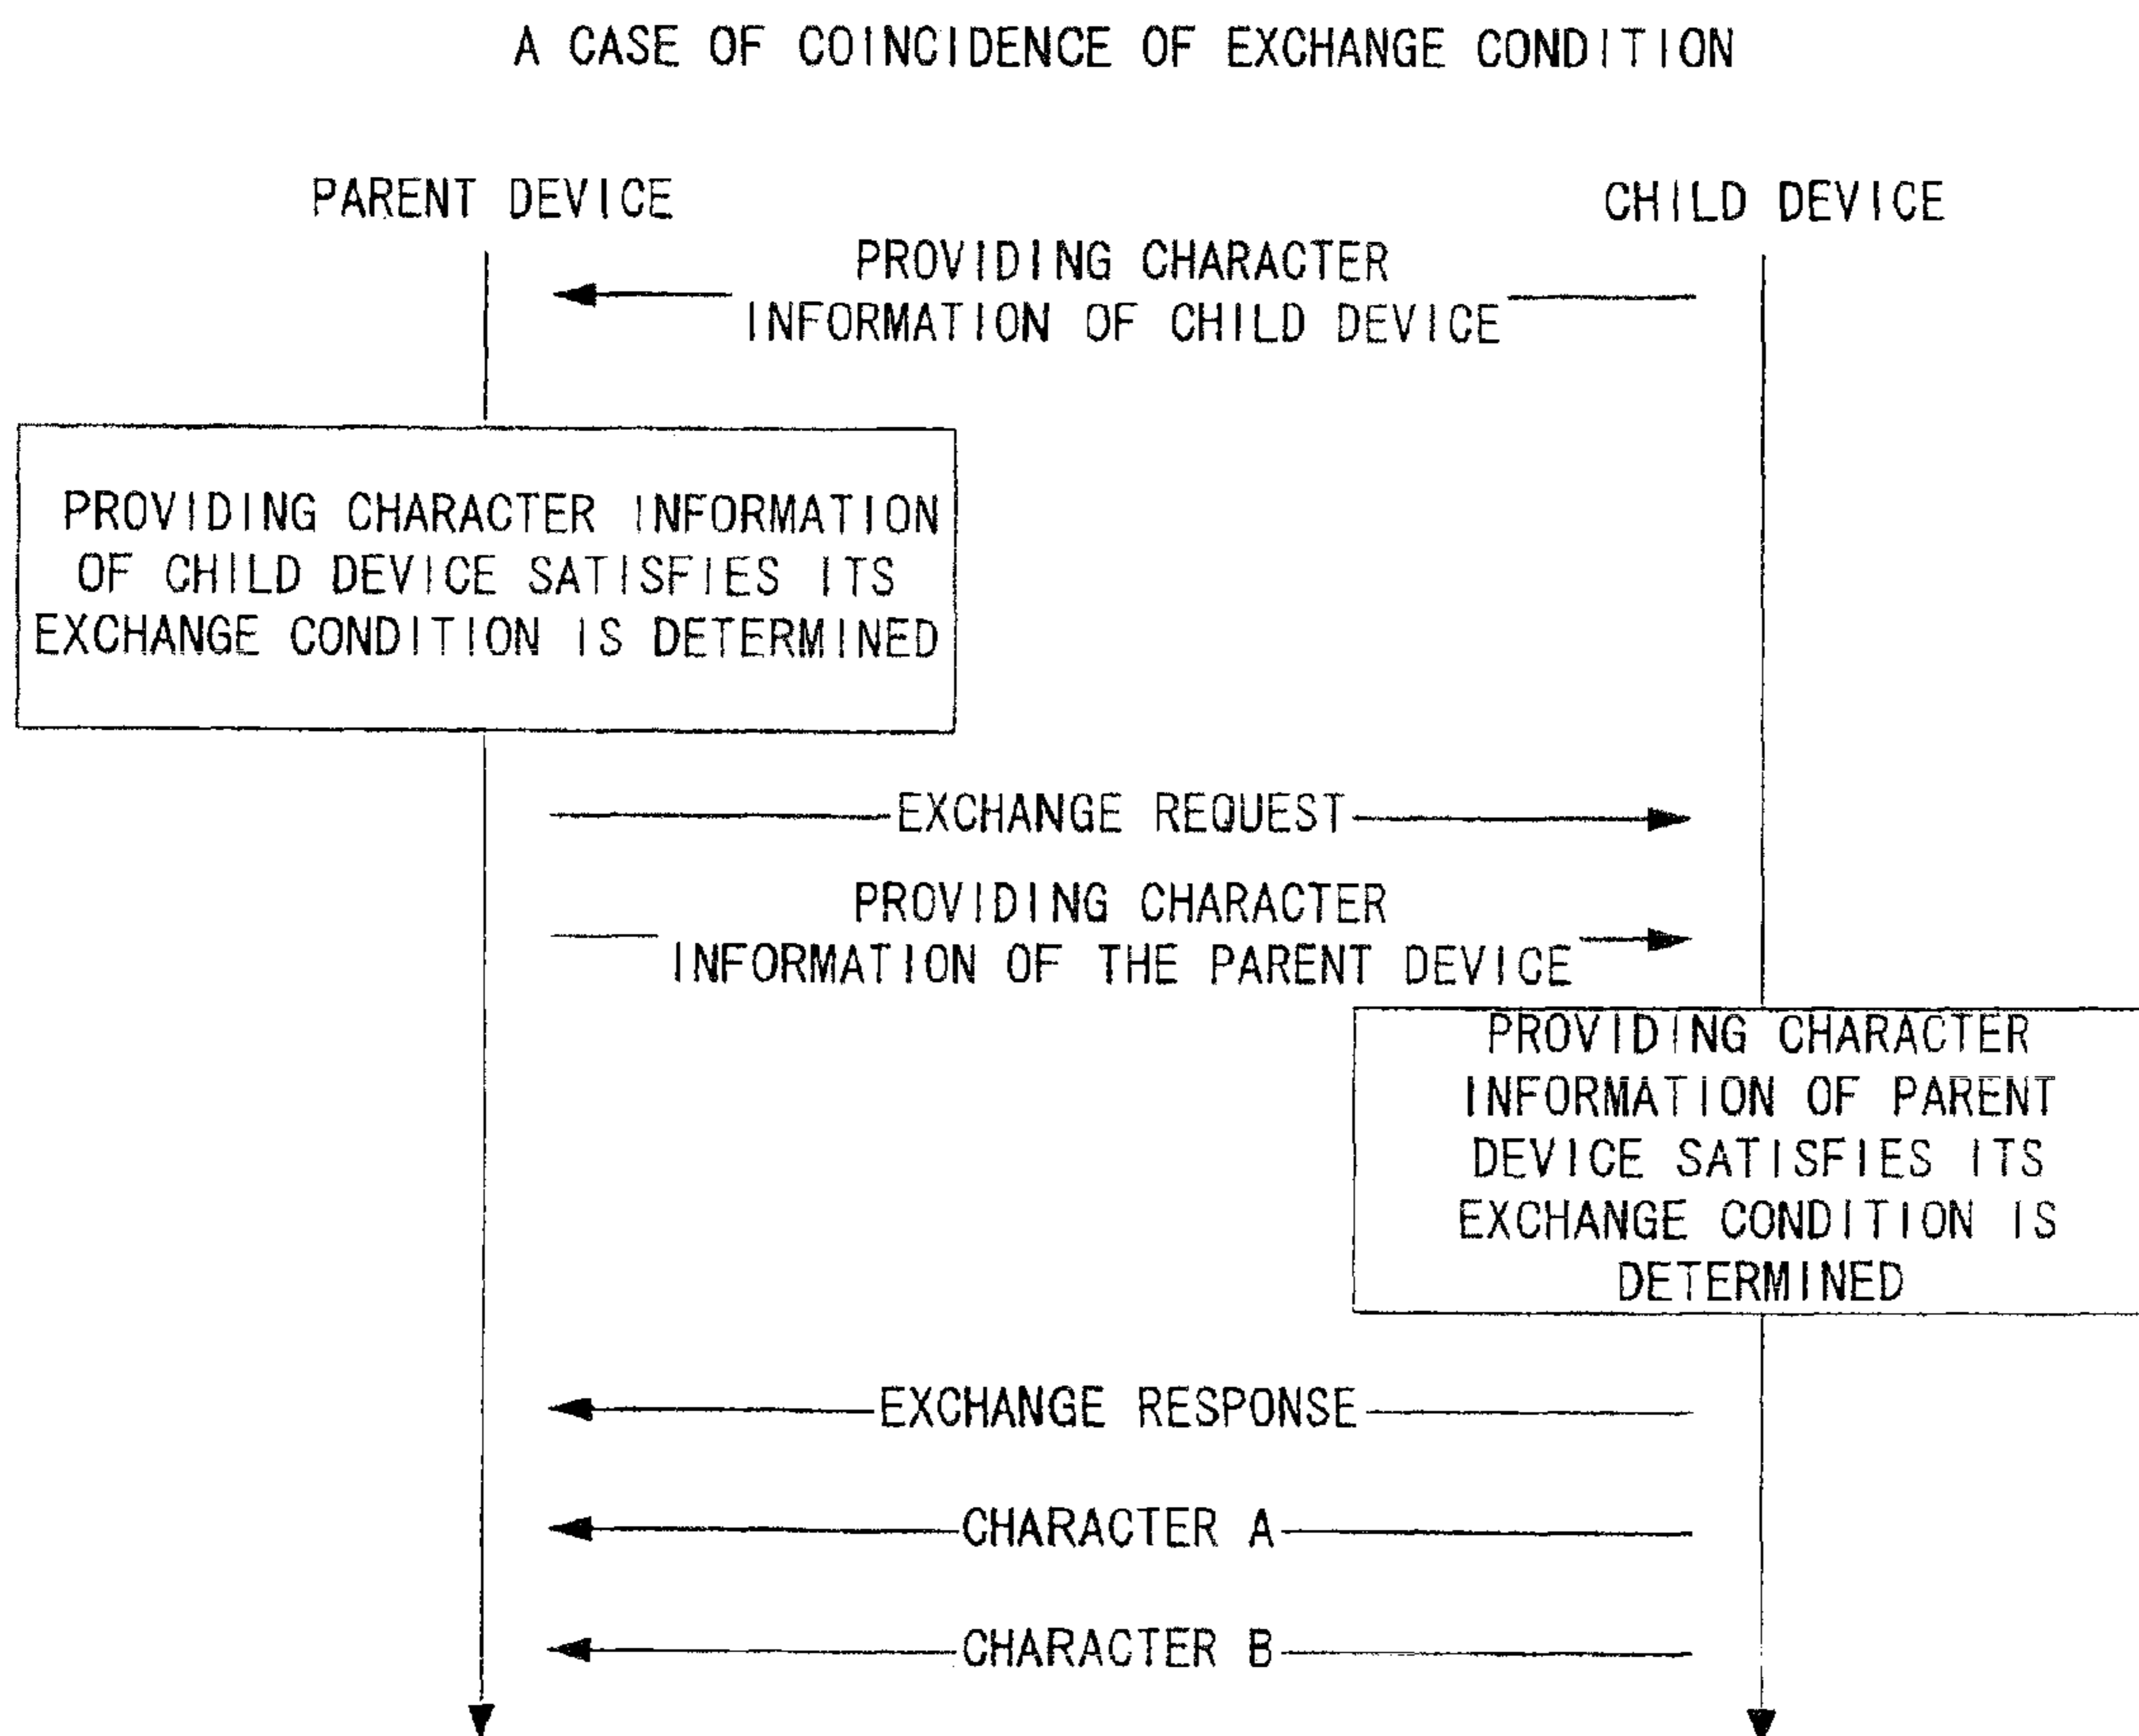 A CASE OF COINCIDENCE OF EXCHANGE CONDITION
PARENT DEVICE
CHILD DEVICE
PROVIDING CHARACTER
INFORMATION OF CHILD DEVICE
PROVIDING CHARACTER INFORMATION
OF CHILD DEVICE SATISFIES ITS
EXCHANGE CONDITION IS DETERMINED
EXCHANGE REQUEST
PROVIDING CHARACTER
INFORMATION OF THE PARENT DEVICE
PROVIDING CHARACTER
INFORMATION OF PARENT
DEVICE SATISFIES ITS
EXCHANGE CONDITION IS
DETERMINED
EXCHANGE RESPONSE
CHARACTER A
CHARACTER B